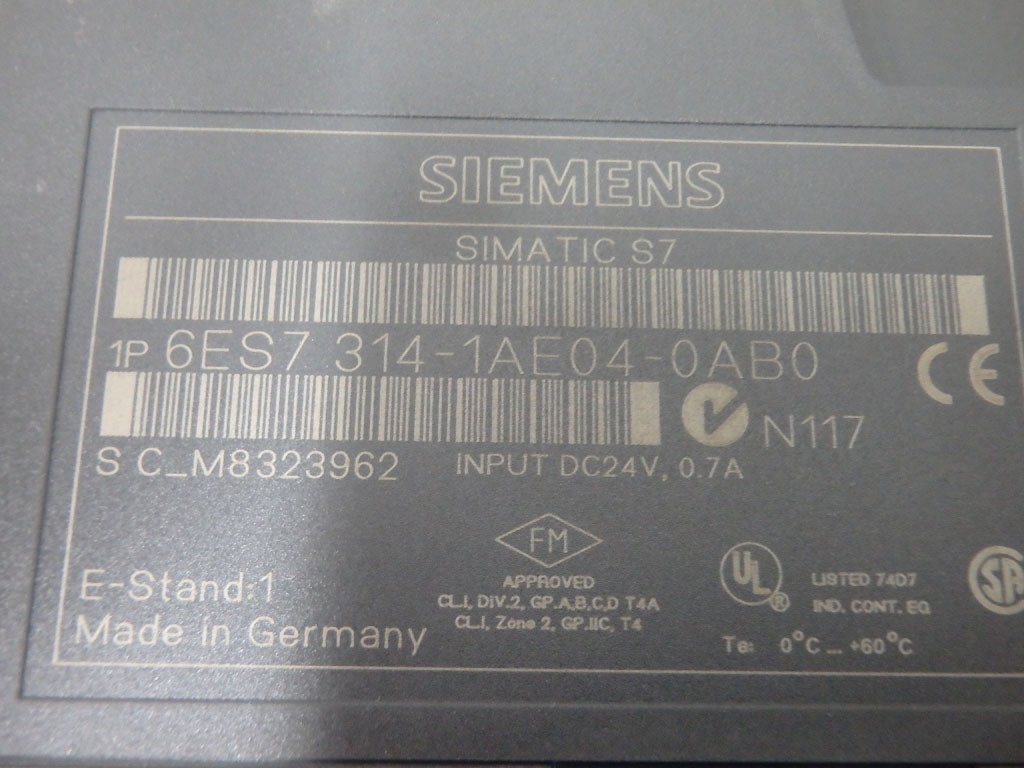 SIEMENS
SIMATIC S7
1P 6ES7 314-1AE04-0AB0
CE
N117
S C_M8323962 INPUT DC24V, 0.7A
FM
APPROVED
CL.I, DIV.2, GP.A,B,C,D T4A
CL.I, Zone 2, GP.IIC, T4
UL ®
LISTED 74D7
IND. CONT. EQ
SA
Ta: 0°C _ +60°C
E-Stand:1
Made in Germany